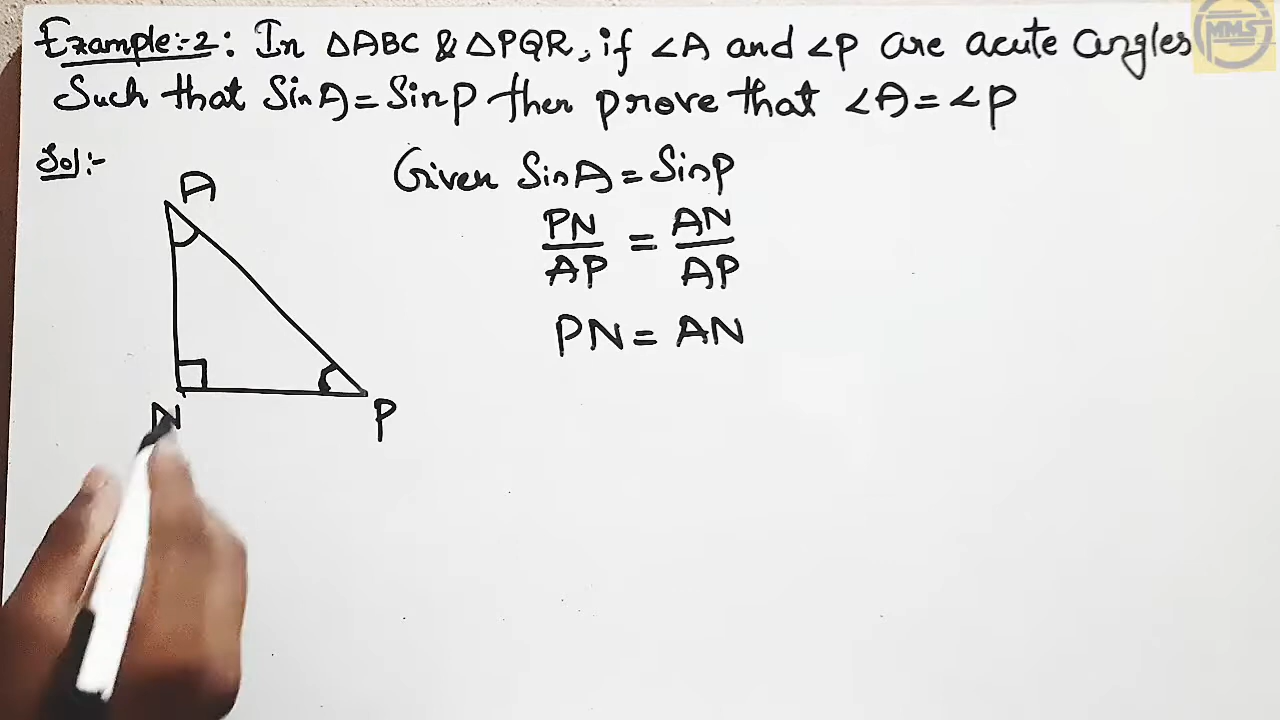 Example:-2: In △ABC & △PQR, if ∠A and ∠P are acute angles
Such that SinA = SinP then prove that ∠A = ∠P
MMS
Sol:-
Given SinA = SinP
PN/AP = AN/AP
PN = AN
A
N
P